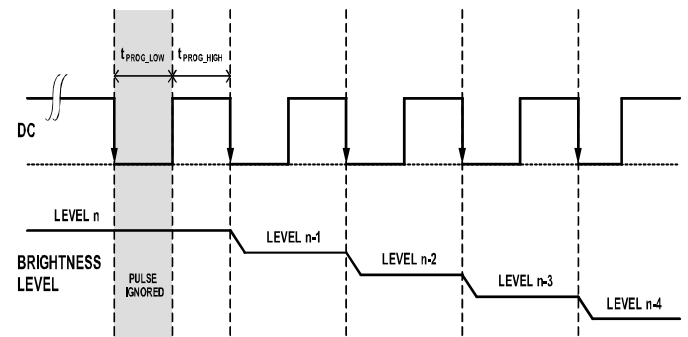 tPROG_LOW
tPROG_HIGH
DC
LEVEL n
LEVEL n-1
LEVEL n-2
LEVEL n-3
LEVEL n-4
BRIGHTNESS
LEVEL
PULSE
IGNORED